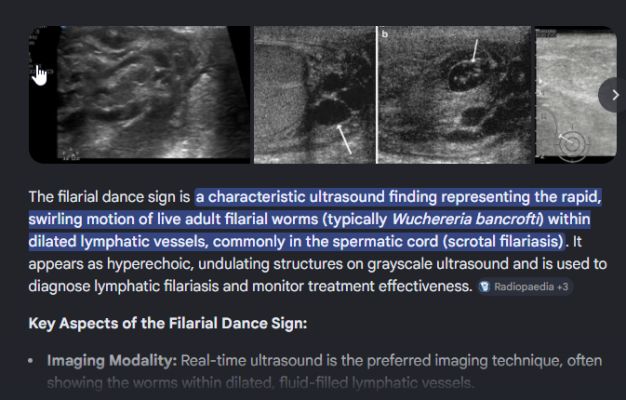 b
The filarial dance sign is a characteristic ultrasound finding representing the rapid,
swirling motion of live adult filarial worms (typically Wuchereria bancrofti) within
dilated lymphatic vessels, commonly in the spermatic cord (scrotal filariasis). It
appears as hyperechoic, undulating structures on grayscale ultrasound and is used to
diagnose lymphatic filariasis and monitor treatment effectiveness. Radiopaedia +3
Key Aspects of the Filarial Dance Sign:
• Imaging Modality: Real-time ultrasound is the preferred imaging technique, often
showing the worms within dilated, fluid-filled lymphatic vessels.